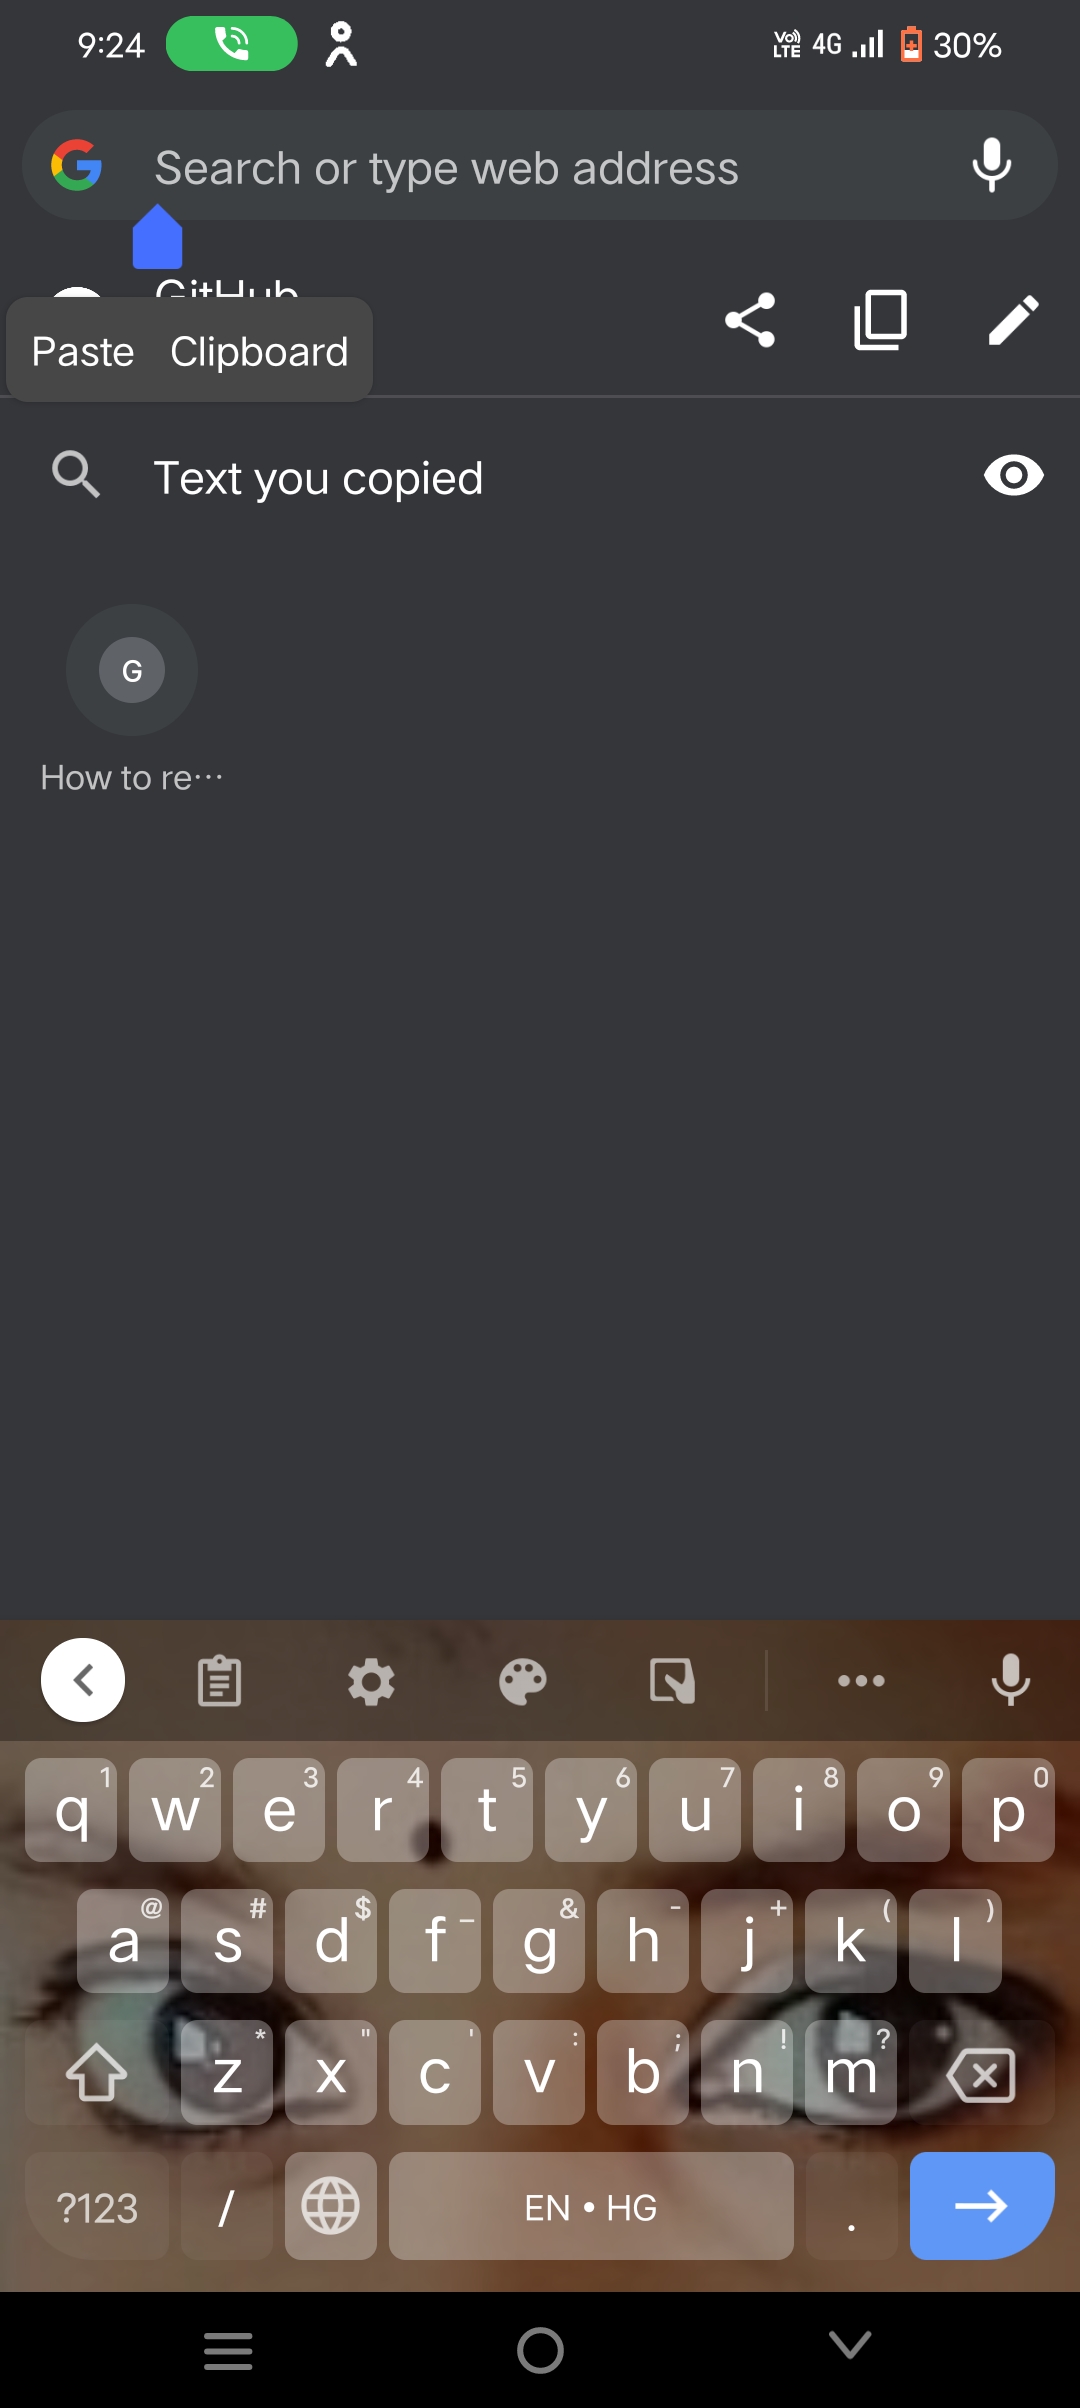 9:24 Vo)) LTE 4G 30%
Search or type web address
GitHub
Paste Clipboard
Text you copied
G
How to re...
1 2 3 4 5 6 7 8 9 0
q w e r t y u i o p
@ # $ _ & - + ( )
a s d f g h j k l
* " ' : ; ! ?
z x c v b n m
?123 / EN • HG .